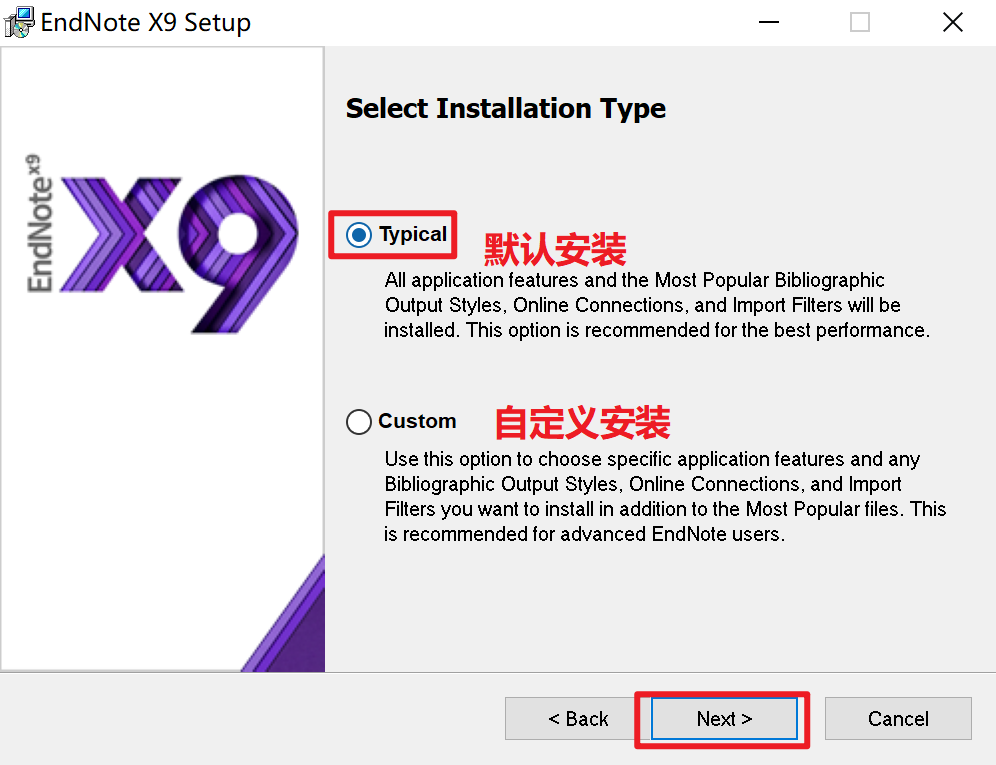 EndNote X9 Setup
EndNote x9
X9
Select Installation Type
Typical
默认安装
All application features and the Most Popular Bibliographic
Output Styles, Online Connections, and Import Filters will be
installed. This option is recommended for the best performance.
Custom
自定义安装
Use this option to choose specific application features and any
Bibliographic Output Styles, Online Connections, and Import
Filters you want to install in addition to the Most Popular files. This
is recommended for advanced EndNote users.
< Back
Next >
Cancel